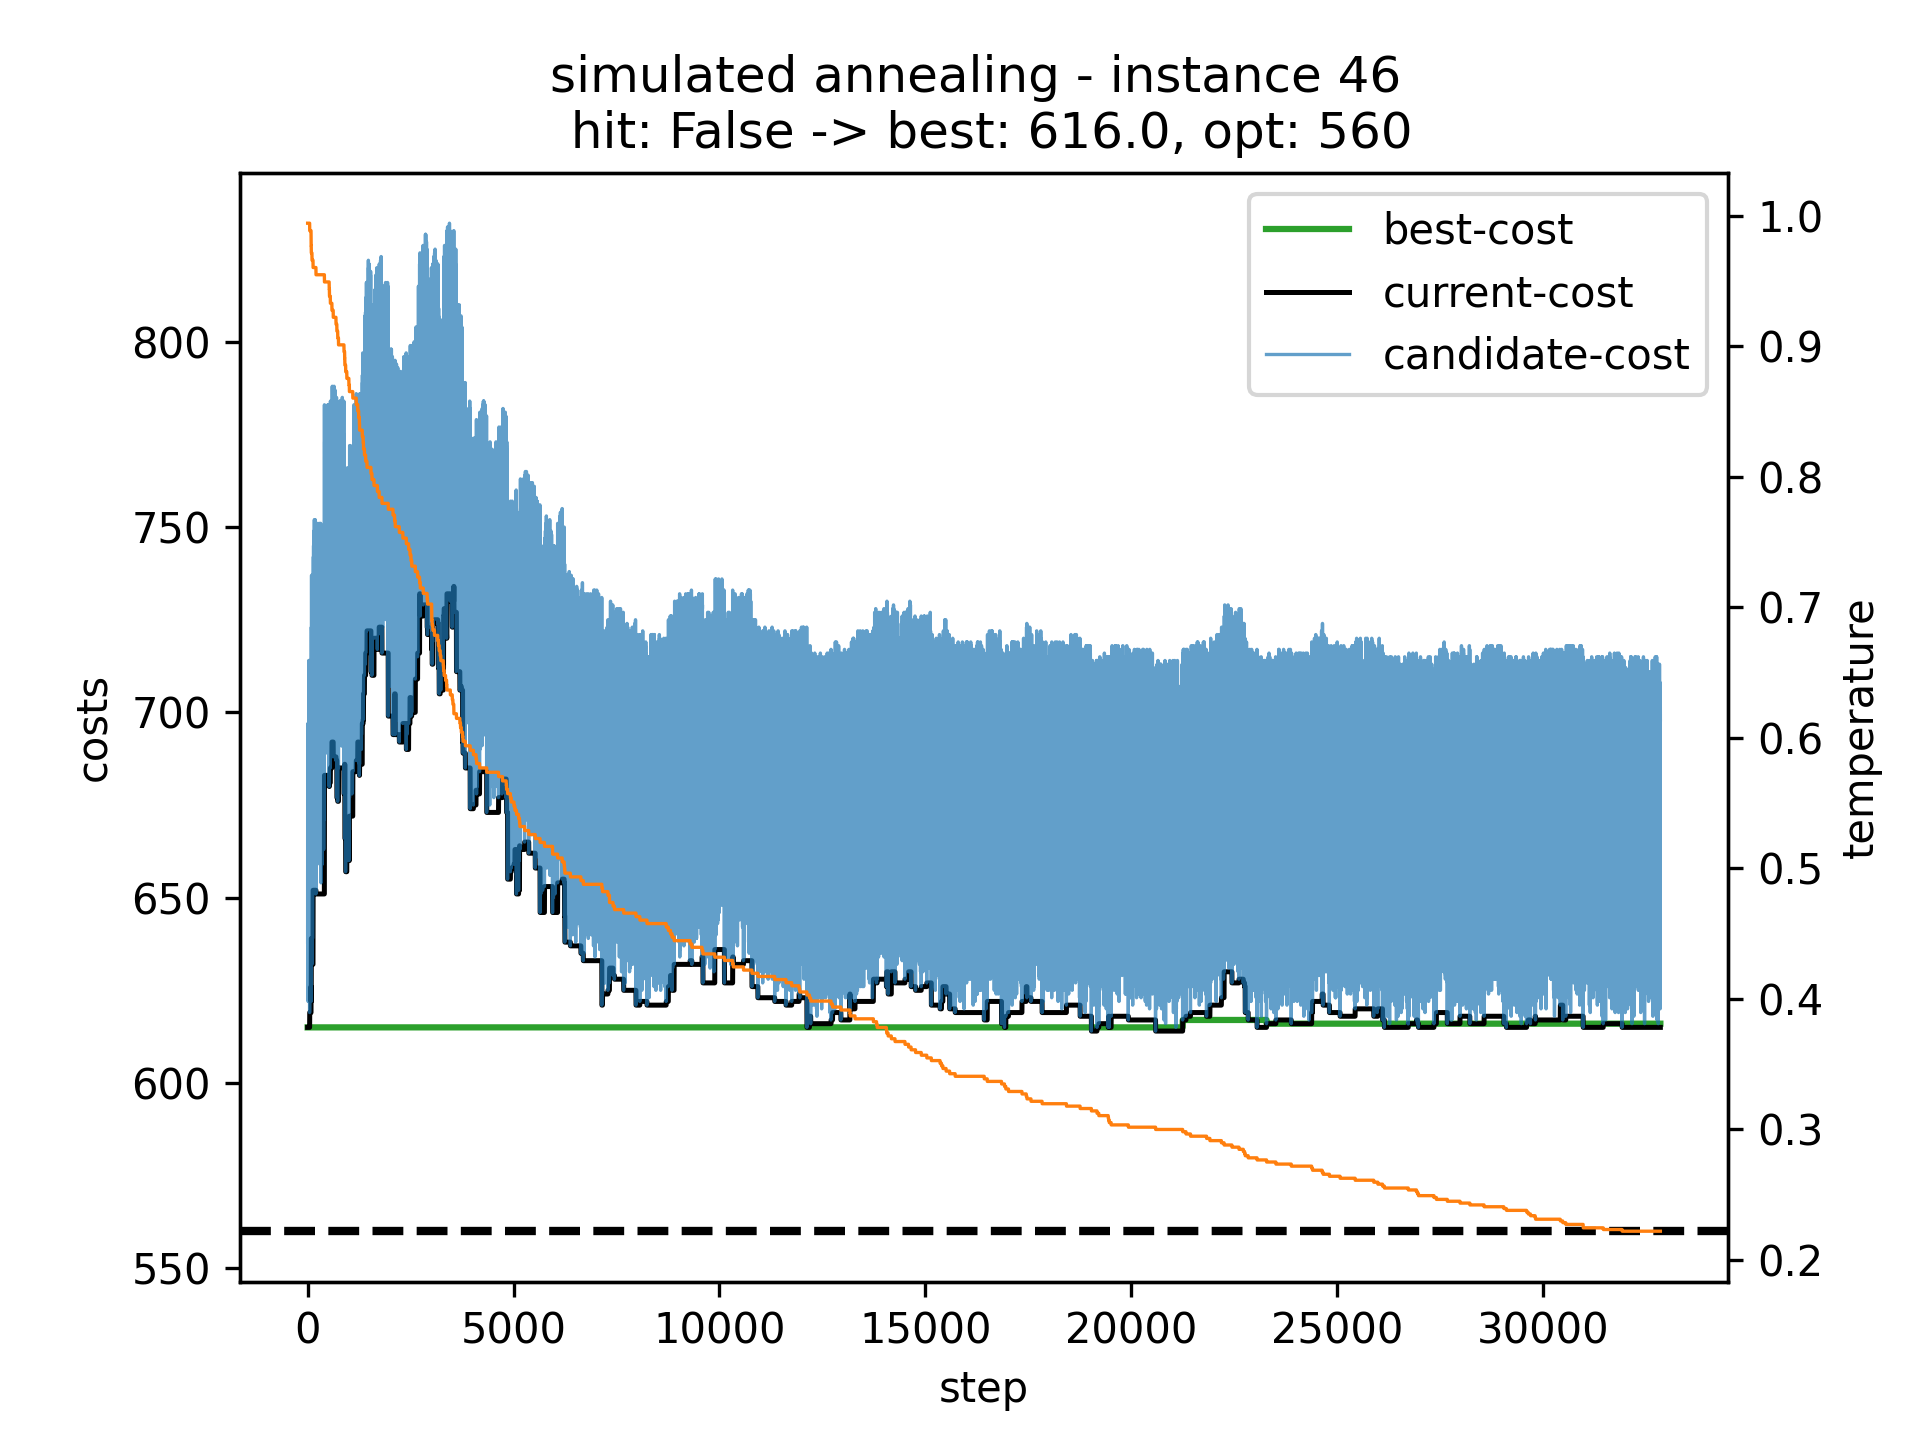 simulated annealing - instance 46
hit: False -> best: 616.0, opt: 560
best-cost
current-cost
candidate-cost
costs
800
750
700
650
600
550
1.0
0.9
0.8
0.7
0.6
0.5
0.4
0.3
0.2
temperature
0 5000 10000 15000 20000 25000 30000
step